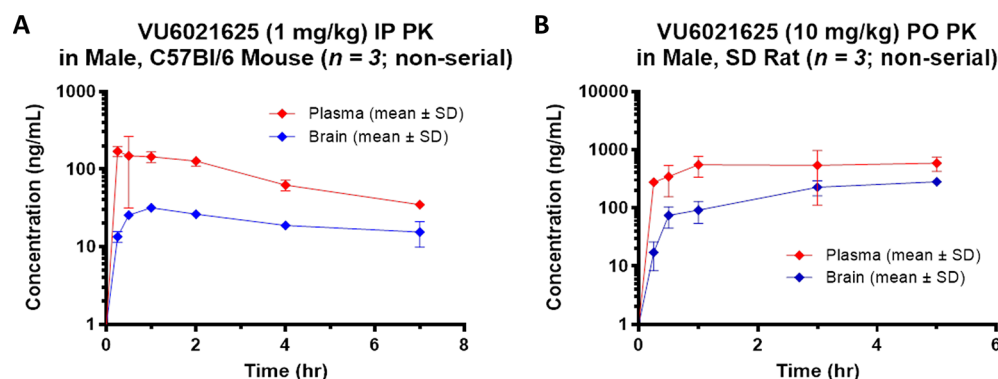 A
VU6021625 (1 mg/kg) IP PK
in Male, C57Bl/6 Mouse (n = 3; non-serial)
1000
100
10
1
Concentration (ng/mL)
Plasma (mean ± SD)
Brain (mean ± SD)
0 2 4 6 8
Time (hr)
B
VU6021625 (10 mg/kg) PO PK
in Male, SD Rat (n = 3; non-serial)
10000
1000
100
10
1
Concentration (ng/mL)
Plasma (mean ± SD)
Brain (mean ± SD)
0 2 4 6
Time (hr)